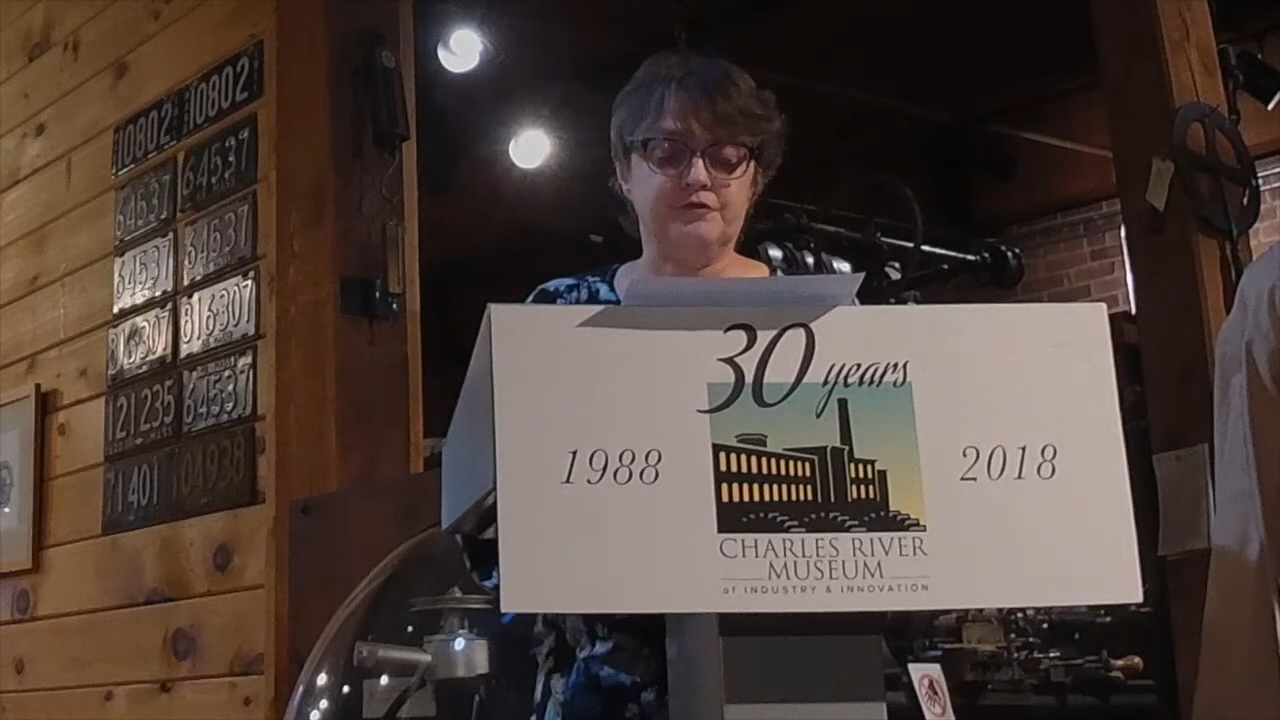 10802 10802
64537 64537
64537 64537
816307 816307
121235 64537
71401 104938
30 years
1988 2018
CHARLES RIVER
MUSEUM
of INDUSTRY & INNOVATION